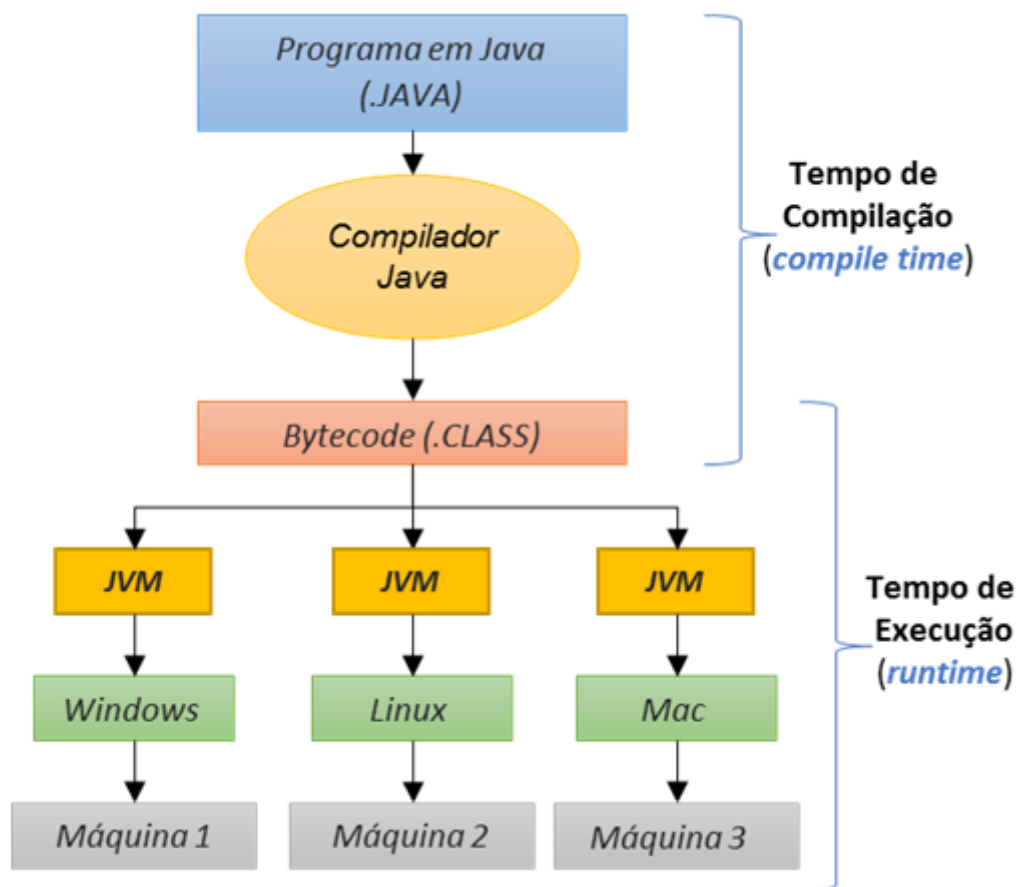 Programa em Java
(.JAVA)
Compilador
Java
Bytecode (.CLASS)
Tempo de
Compilação
(compile time)
JVM
JVM
JVM
Windows
Linux
Mac
Máquina 1
Máquina 2
Máquina 3
Tempo de
Execução
(runtime)